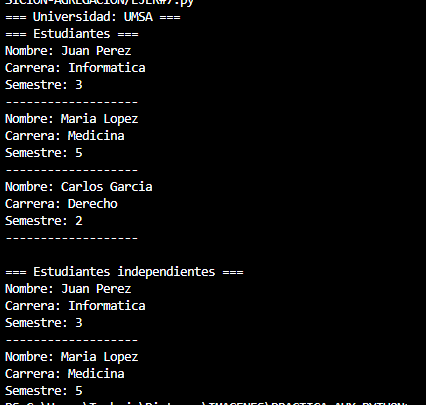 SICION-AGREGACION/EJER#7.py
=== Universidad: UMSA ===
=== Estudiantes ===
Nombre: Juan Perez
Carrera: Informatica
Semestre: 3
--------------------
Nombre: Maria Lopez
Carrera: Medicina
Semestre: 5
--------------------
Nombre: Carlos Garcia
Carrera: Derecho
Semestre: 2
--------------------
=== Estudiantes independientes ===
Nombre: Juan Perez
Carrera: Informatica
Semestre: 3
--------------------
Nombre: Maria Lopez
Carrera: Medicina
Semestre: 5